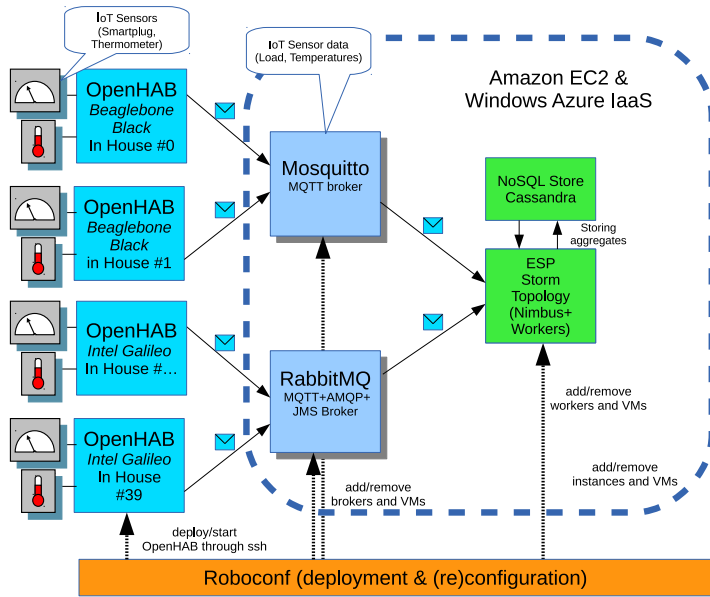 IoT Sensors
(Smartplug,
Thermometer)
IoT Sensor data
(Load, Temperatures)
Amazon EC2 &
Windows Azure IaaS
OpenHAB
Beaglebone
Black
In House #0
Mosquitto
MQTT broker
NoSQL Store
Cassandra
OpenHAB
Beaglebone
Black
in House #1
Storing
aggregates
ESP
Storm
Topology
(Nimbus+
Workers)
OpenHAB
Intel Galileo
In House #...
RabbitMQ
MQTT+AMQP+
JMS Broker
add/remove
workers and VMs
OpenHAB
Intel Galileo
In House
#39
add/remove
brokers and VMs
add/remove
instances and VMs
deploy/start
OpenHAB through ssh
Roboconf (deployment & (re)configuration)